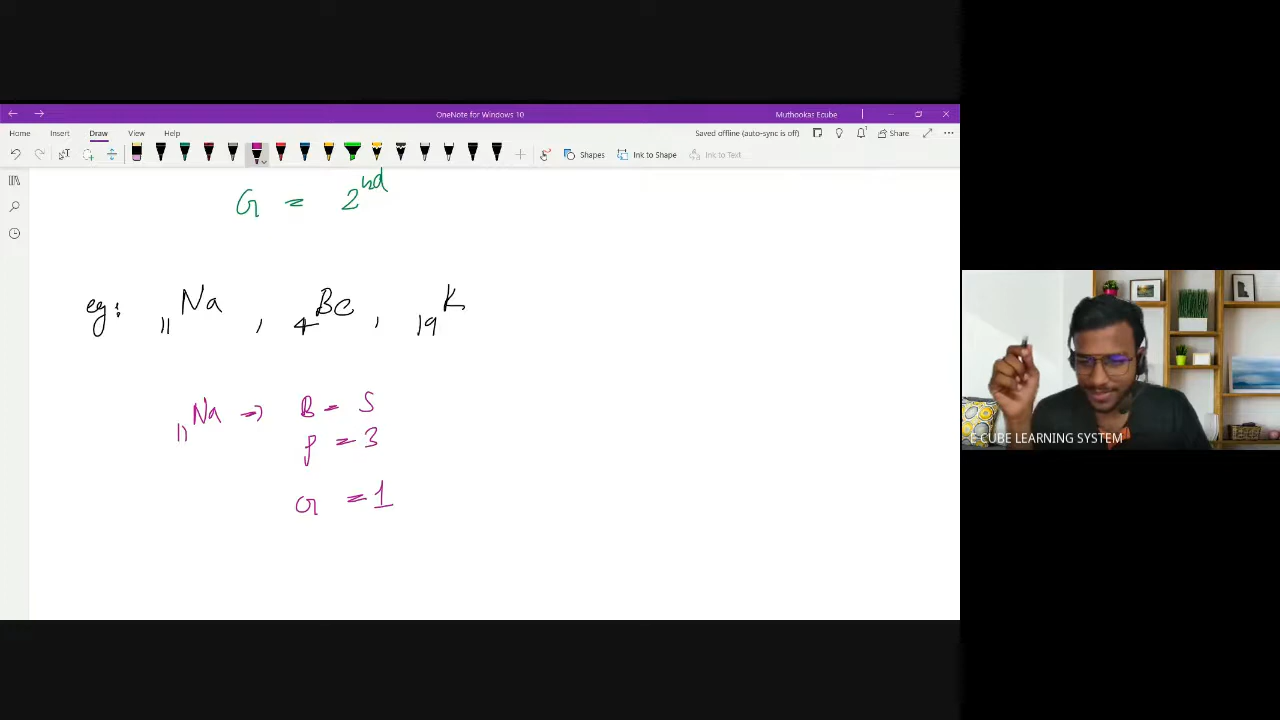 OneNote for Windows 10
Muthookas Ecube
Home Insert Draw View Help
Saved offline (auto-sync is off)
Share
Shapes
Ink to Shape
Ink to Text
G = 2nd
eg: 11Na , 4Be , 19K
11Na => B = S
P = 3
G = 1
E CUBE LEARNING SYSTEM